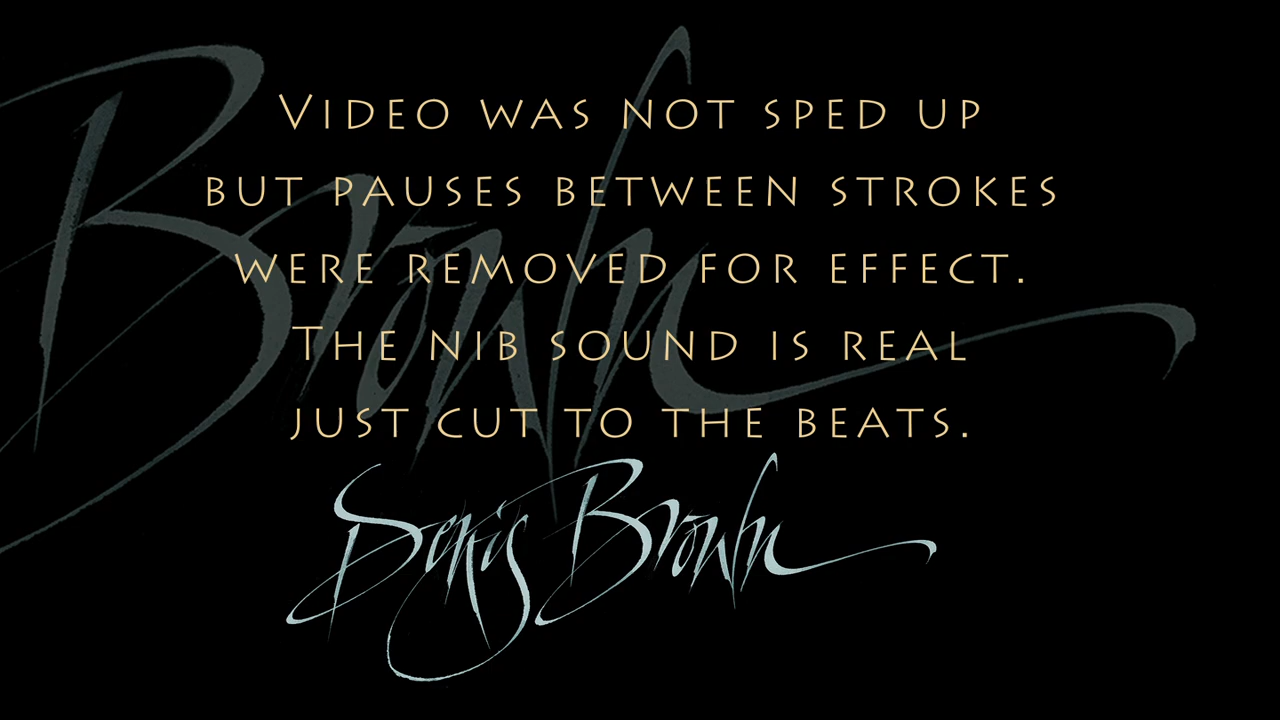 Video was not sped up
but pauses between strokes
were removed for effect.
The nib sound is real
just cut to the beats.
Denis Brown
Brown